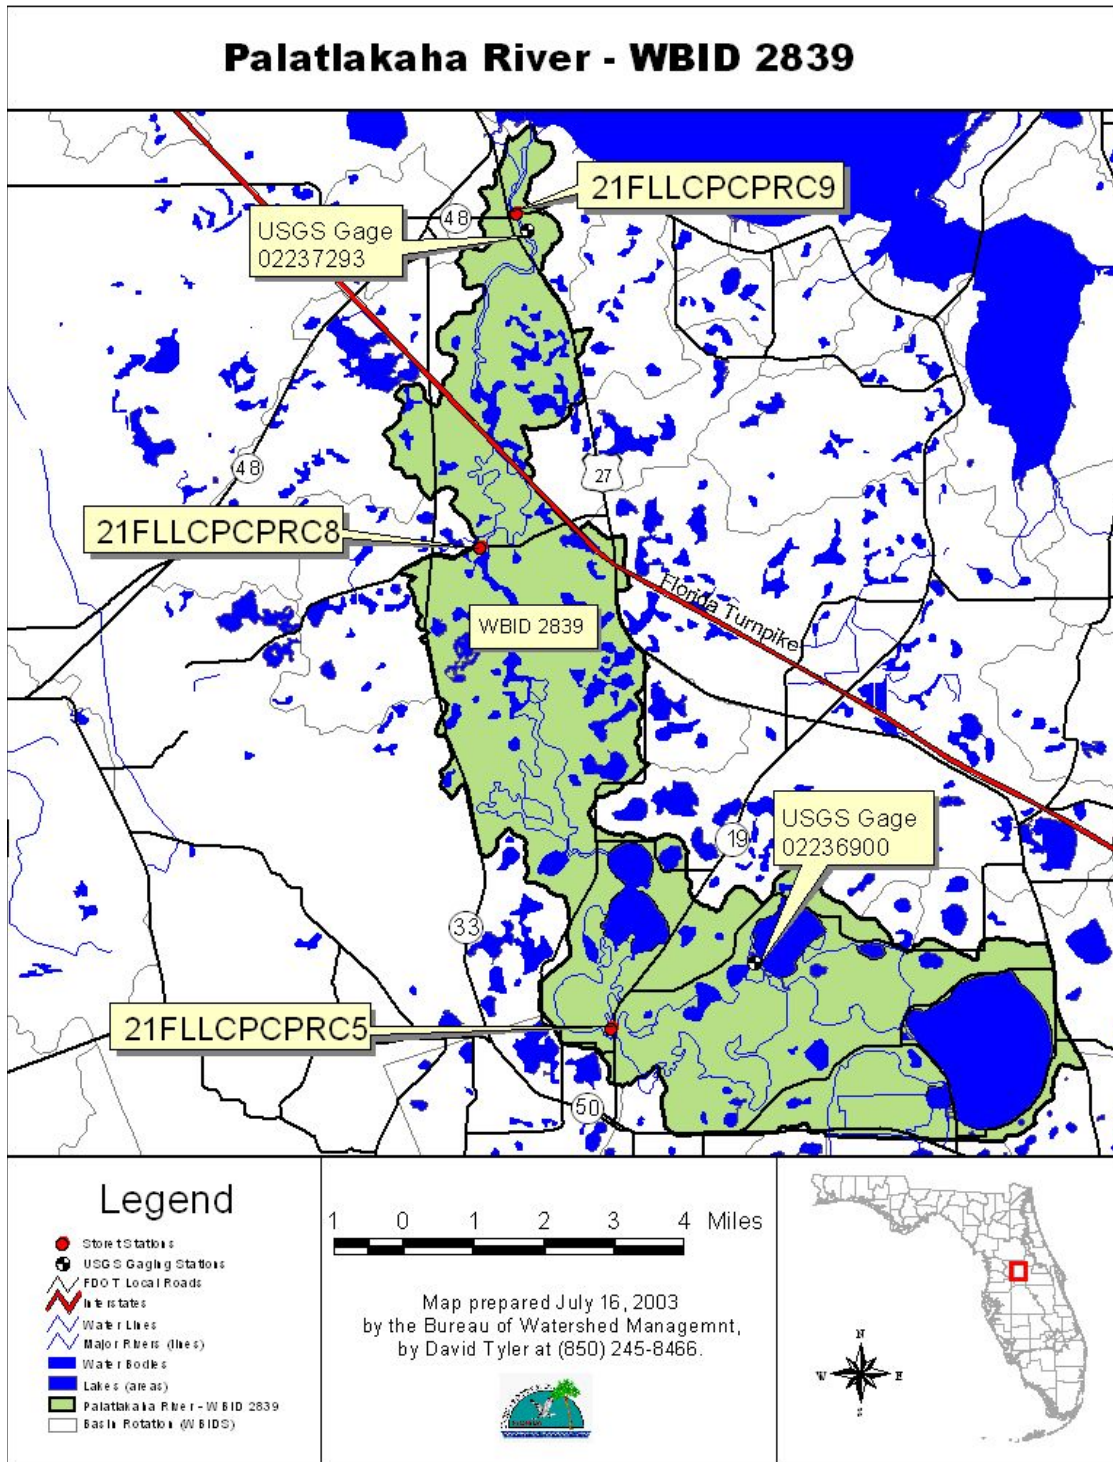 Palatlakaha River - WBID 2839
21FLLCPCPRC9
48
USGS Gage
02237293
48
27
21FLLCPCPRC8
Florida Turnpike
WBID 2839
USGS Gage
02236900
19
33
21FLLCPCPRC5
50
Legend
Storet Stations
USGS Gaging Stations
FDOT Local Roads
Interstates
Water Lines
Major Rivers (lines)
Water Bodies
Lakes (areas)
Palatlakaha River - WBID 2839
Basin Rotation (WBIDS)
1 0 1 2 3 4 Miles
Map prepared July 16, 2003
by the Bureau of Watershed Managemnt,
by David Tyler at (850) 245-8466.
N
W E
S